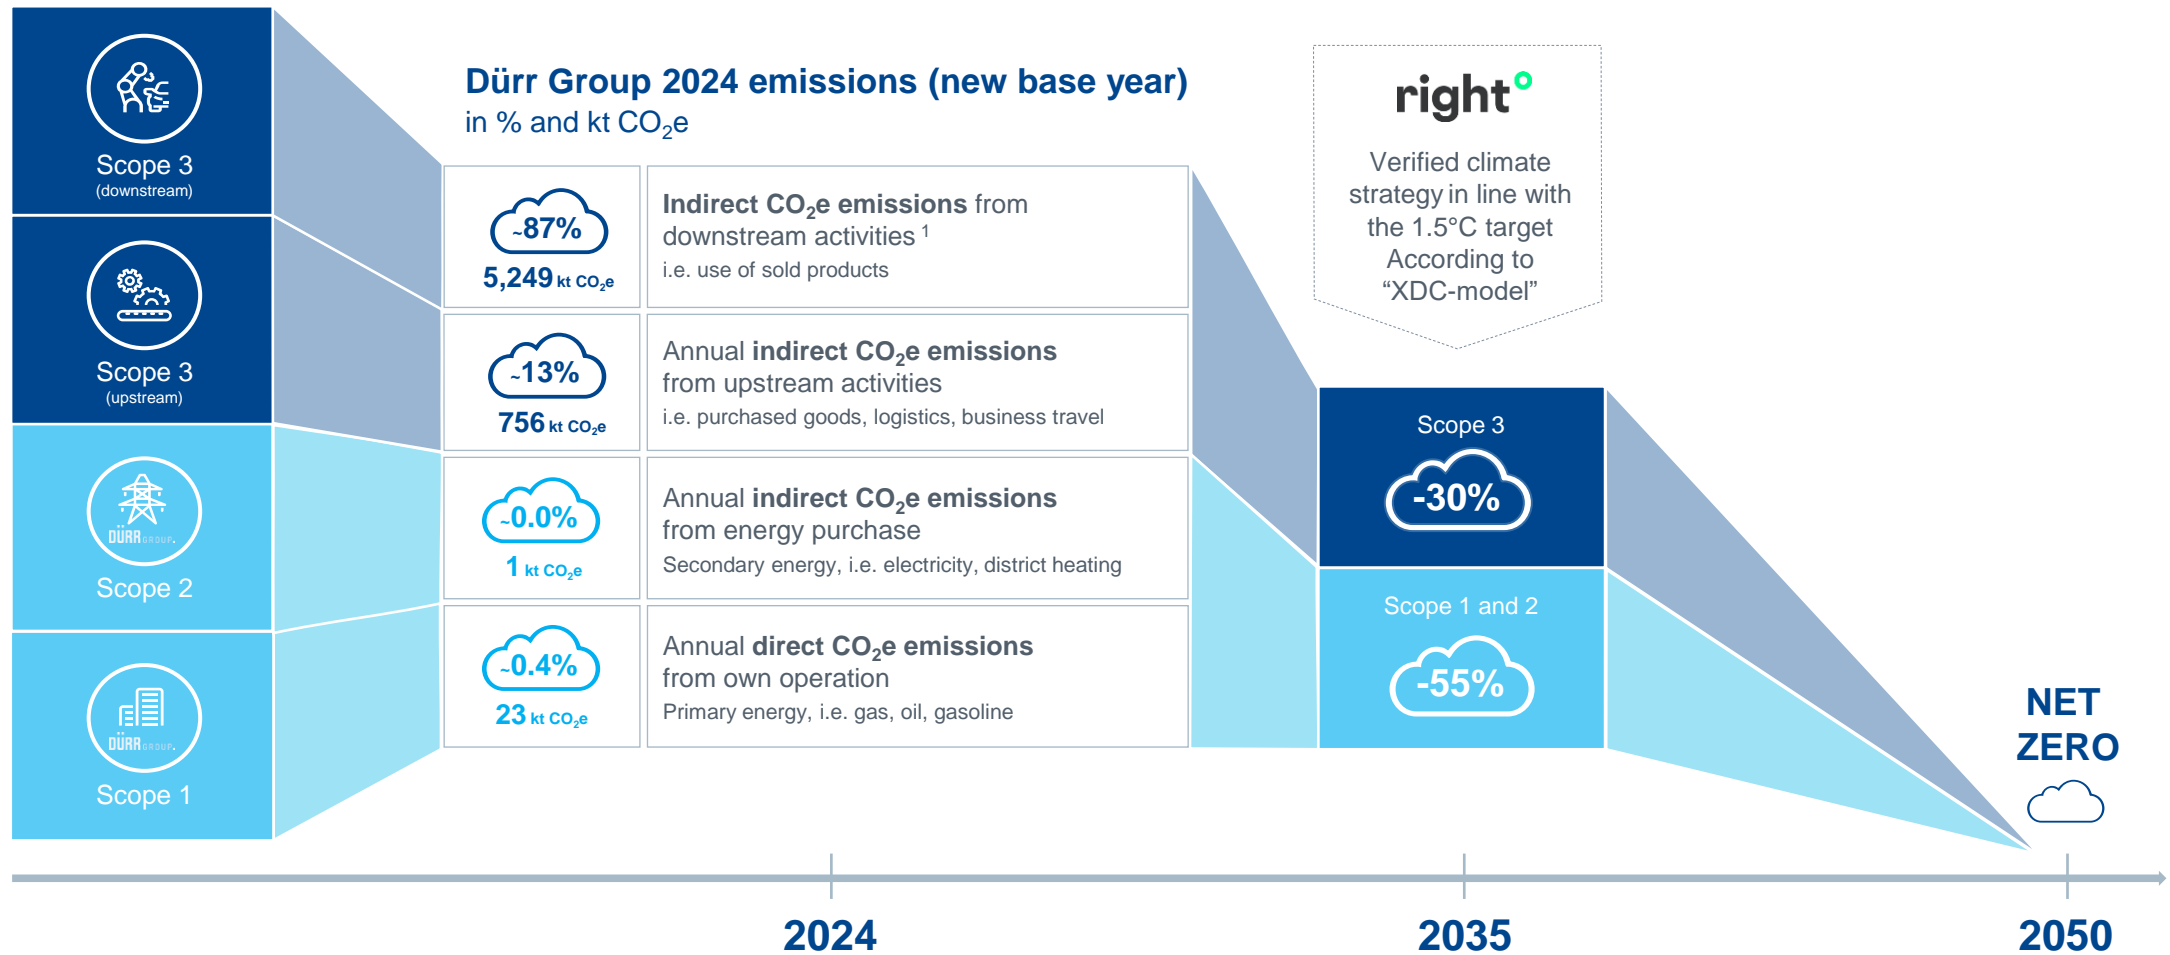 Scope 3
(downstream)
Scope 3
(upstream)
DÜRR GROUP.
Scope 2
DÜRR GROUP.
Scope 1
Dürr Group 2024 emissions (new base year)
in % and kt CO₂e
~87%
5,249 kt CO₂e
Indirect CO₂e emissions from
downstream activities ¹
i.e. use of sold products
~13%
756 kt CO₂e
Annual indirect CO₂e emissions
from upstream activities
i.e. purchased goods, logistics, business travel
~0.0%
1 kt CO₂e
Annual indirect CO₂e emissions
from energy purchase
Secondary energy, i.e. electricity, district heating
~0.4%
23 kt CO₂e
Annual direct CO₂e emissions
from own operation
Primary energy, i.e. gas, oil, gasoline
right°
Verified climate
strategy in line with
the 1.5°C target
According to
“XDC-model”
Scope 3
-30%
Scope 1 and 2
-55%
NET
ZERO
2024
2035
2050